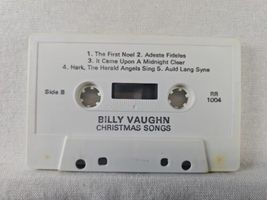 1. The First Noel 2. Adeste Fideles
3. It Came Upon A Midnight Clear
4. Hark, The Herald Angels Sing 5. Auld Lang Syne
Side B
RR
1004
BILLY VAUGHN
CHRISTMAS SONGS